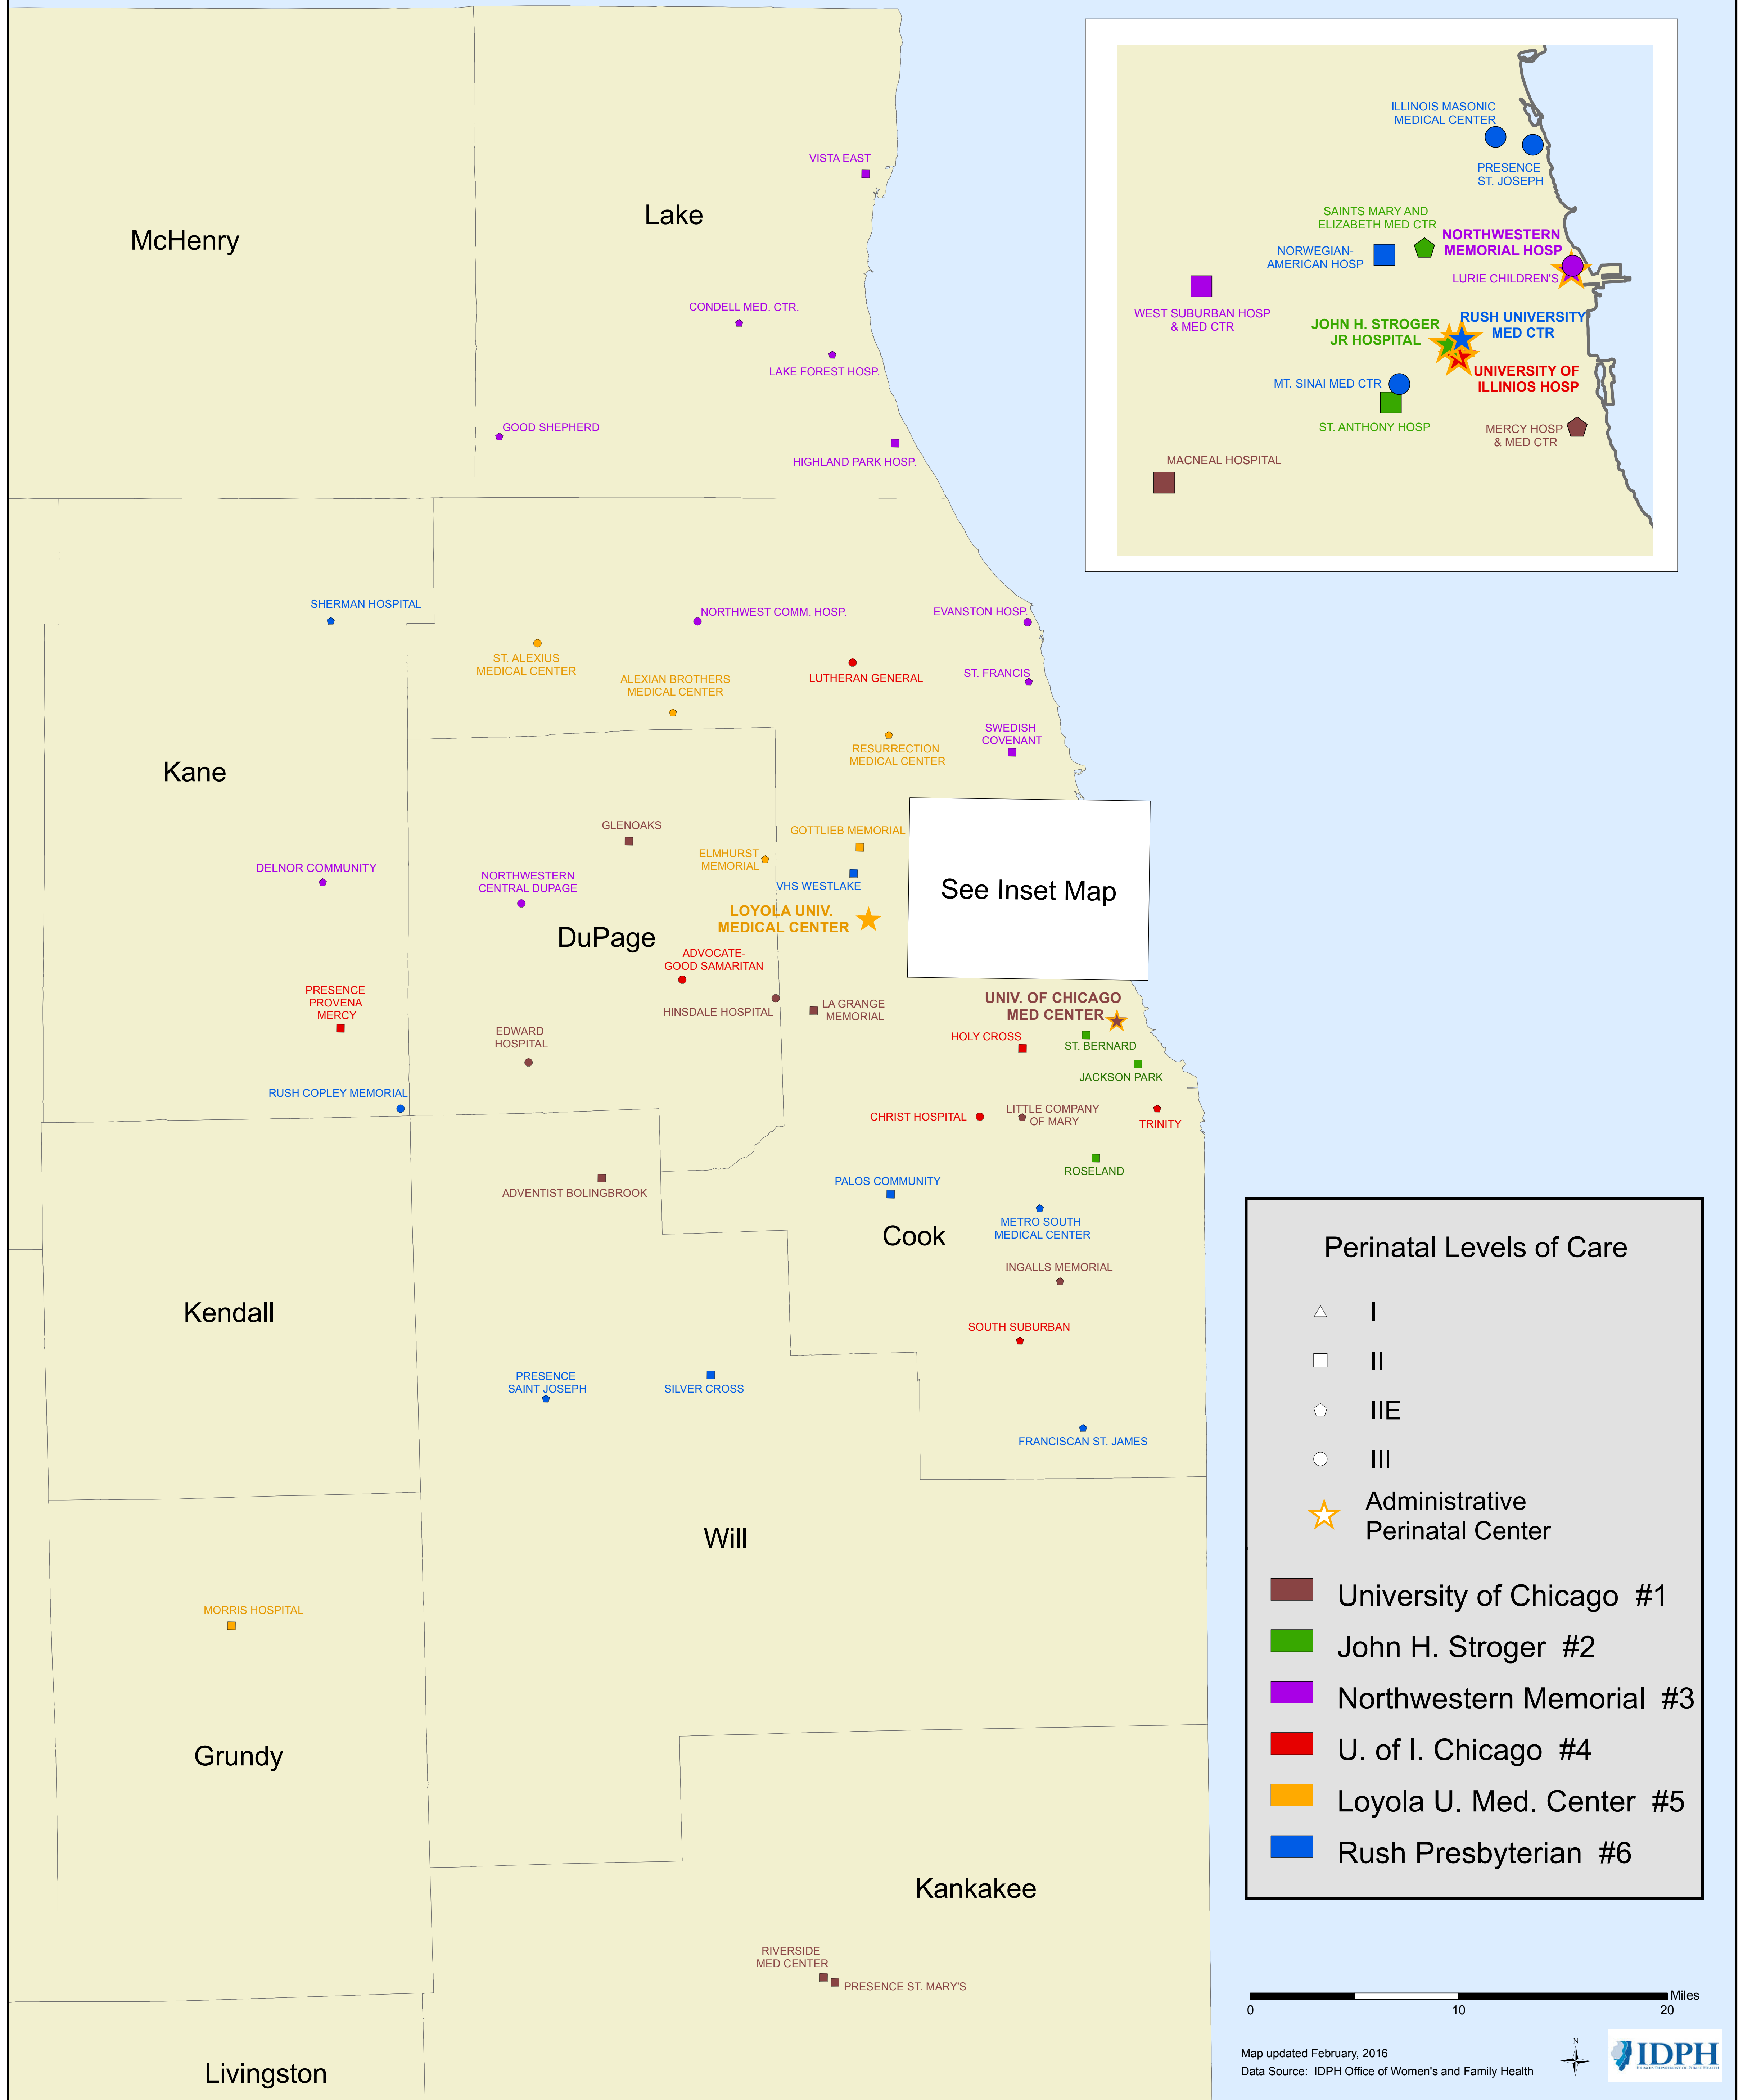 McHenry
Lake
VISTA EAST
CONDELL MED. CTR.
LAKE FOREST HOSP.
GOOD SHEPHERD
HIGHLAND PARK HOSP.
ILLINOIS MASONIC
MEDICAL CENTER
PRESENCE
ST. JOSEPH
SAINTS MARY AND
ELIZABETH MED CTR
NORTHWESTERN
MEMORIAL HOSP
NORWEGIAN-
AMERICAN HOSP
LURIE CHILDREN'S
WEST SUBURBAN HOSP
& MED CTR
JOHN H. STROGER
JR HOSPITAL
RUSH UNIVERSITY
MED CTR
UNIVERSITY OF
ILLINIOS HOSP
MT. SINAI MED CTR
ST. ANTHONY HOSP
MERCY HOSP
& MED CTR
MACNEAL HOSPITAL
SHERMAN HOSPITAL
NORTHWEST COMM. HOSP.
EVANSTON HOSP.
ST. ALEXIUS
MEDICAL CENTER
ALEXIAN BROTHERS
MEDICAL CENTER
LUTHERAN GENERAL
ST. FRANCIS
SWEDISH
COVENANT
RESURRECTION
MEDICAL CENTER
Kane
GLENOAKS
GOTTLIEB MEMORIAL
ELMHURST
MEMORIAL
VHS WESTLAKE
See Inset Map
DELNOR COMMUNITY
NORTHWESTERN
CENTRAL DUPAGE
LOYOLA UNIV.
MEDICAL CENTER
DuPage
ADVOCATE-
GOOD SAMARITAN
PRESENCE
PROVENA
MERCY
HINSDALE HOSPITAL
LA GRANGE
MEMORIAL
UNIV. OF CHICAGO
MED CENTER
EDWARD
HOSPITAL
HOLY CROSS
ST. BERNARD
JACKSON PARK
RUSH COPLEY MEMORIAL
CHRIST HOSPITAL
LITTLE COMPANY
OF MARY
TRINITY
ROSELAND
ADVENTIST BOLINGBROOK
PALOS COMMUNITY
METRO SOUTH
MEDICAL CENTER
Cook
INGALLS MEMORIAL
Kendall
SOUTH SUBURBAN
PRESENCE
SAINT JOSEPH
SILVER CROSS
FRANCISCAN ST. JAMES
Will
MORRIS HOSPITAL
Grundy
Kankakee
RIVERSIDE
MED CENTER
PRESENCE ST. MARY'S
Livingston
Perinatal Levels of Care
I
II
IIE
III
Administrative
Perinatal Center
University of Chicago #1
John H. Stroger #2
Northwestern Memorial #3
U. of I. Chicago #4
Loyola U. Med. Center #5
Rush Presbyterian #6
Miles
0 10 20
Map updated February, 2016
Data Source: IDPH Office of Women's and Family Health
N
IDPH
ILLINOIS DEPARTMENT OF PUBLIC HEALTH